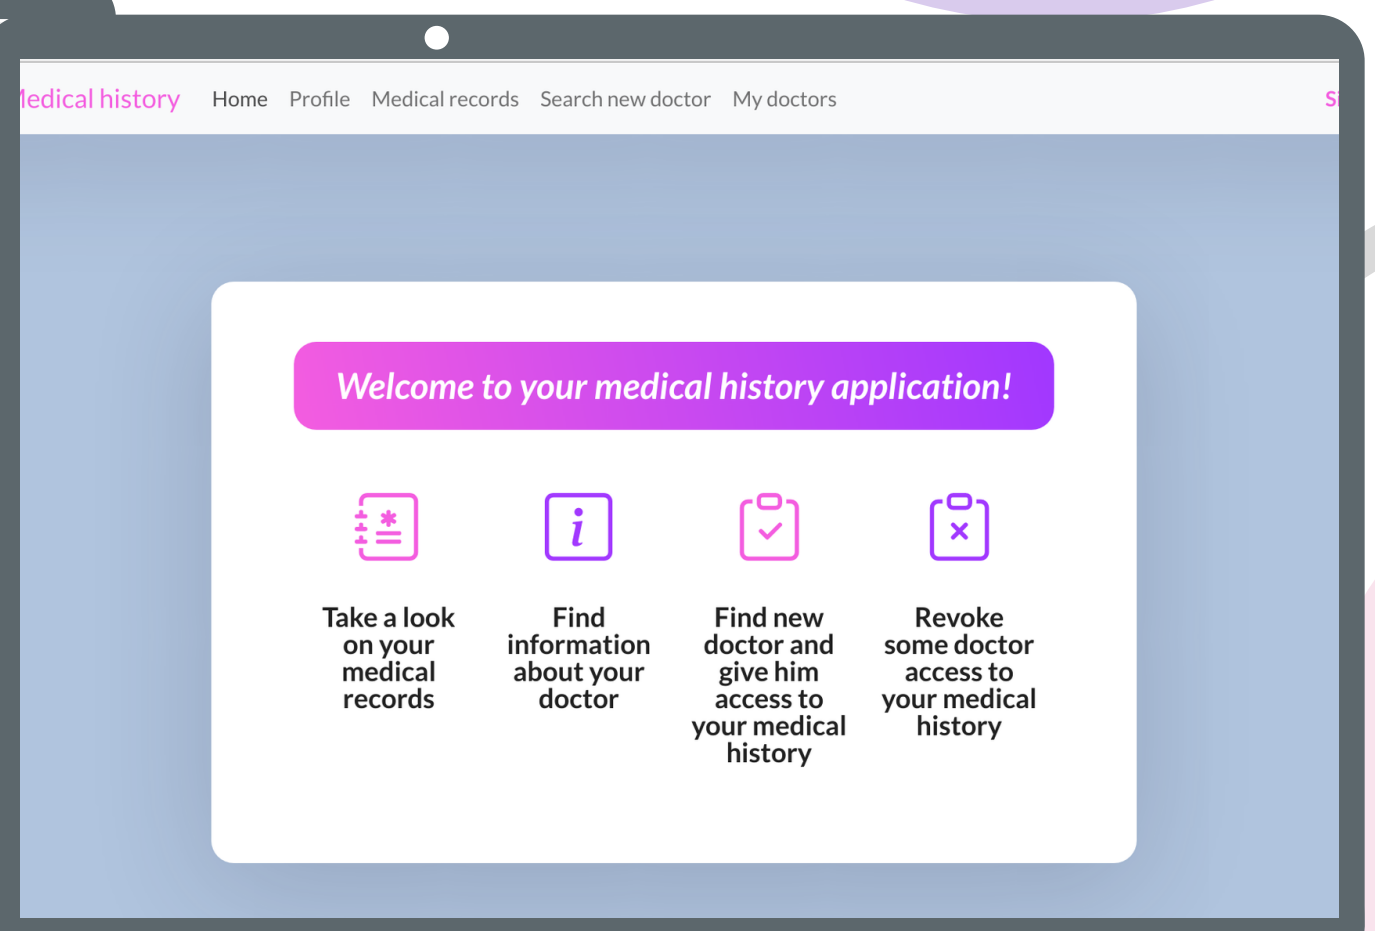 Medical history Home Profile Medical records Search new doctor My doctors
Welcome to your medical history application!
Take a look
on your
medical
records
Find
information
about your
doctor
Find new
doctor and
give him
access to
your medical
history
Revoke
some doctor
access to
your medical
history